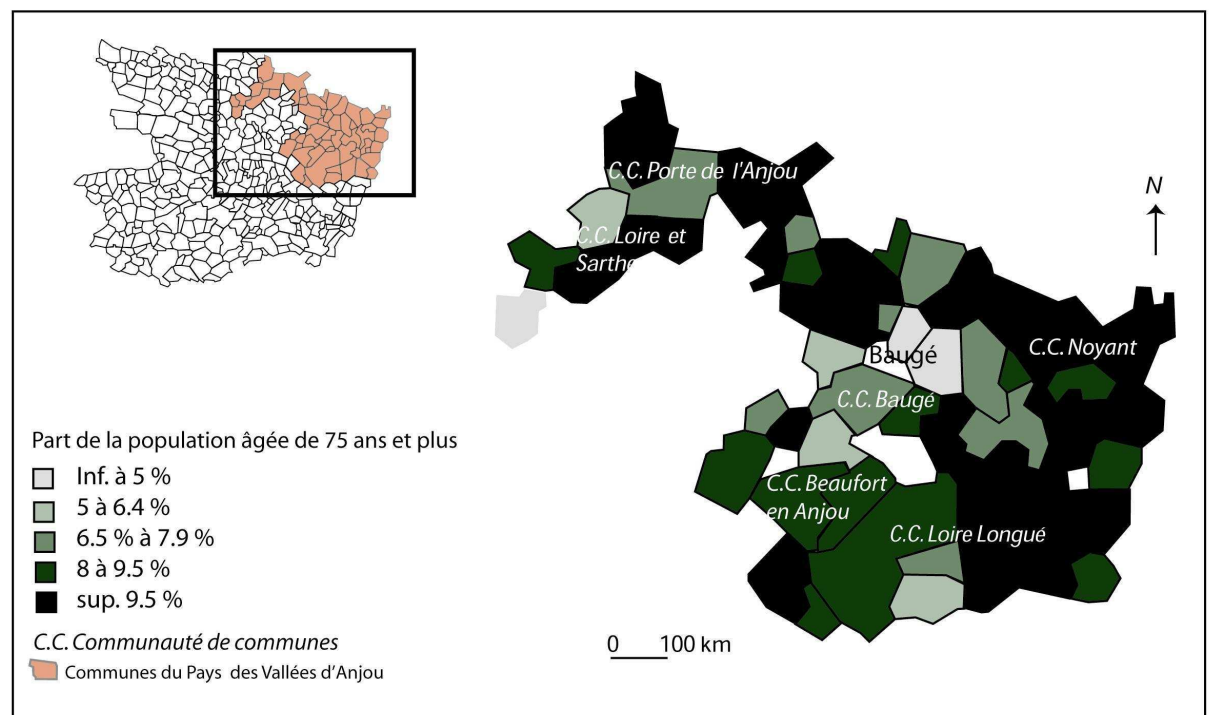 N
C.C. Porte de l'Anjou
C.C. Loire et
Sarthe
Baugé
C.C. Noyant
C.C. Baugé
C.C. Beaufort
en Anjou
C.C. Loire Longué
Part de la population âgée de 75 ans et plus
Inf. à 5 %
5 à 6.4 %
6.5 % à 7.9 %
8 à 9.5 %
sup. 9.5 %
C.C. Communauté de communes
Communes du Pays des Vallées d'Anjou
0 100 km